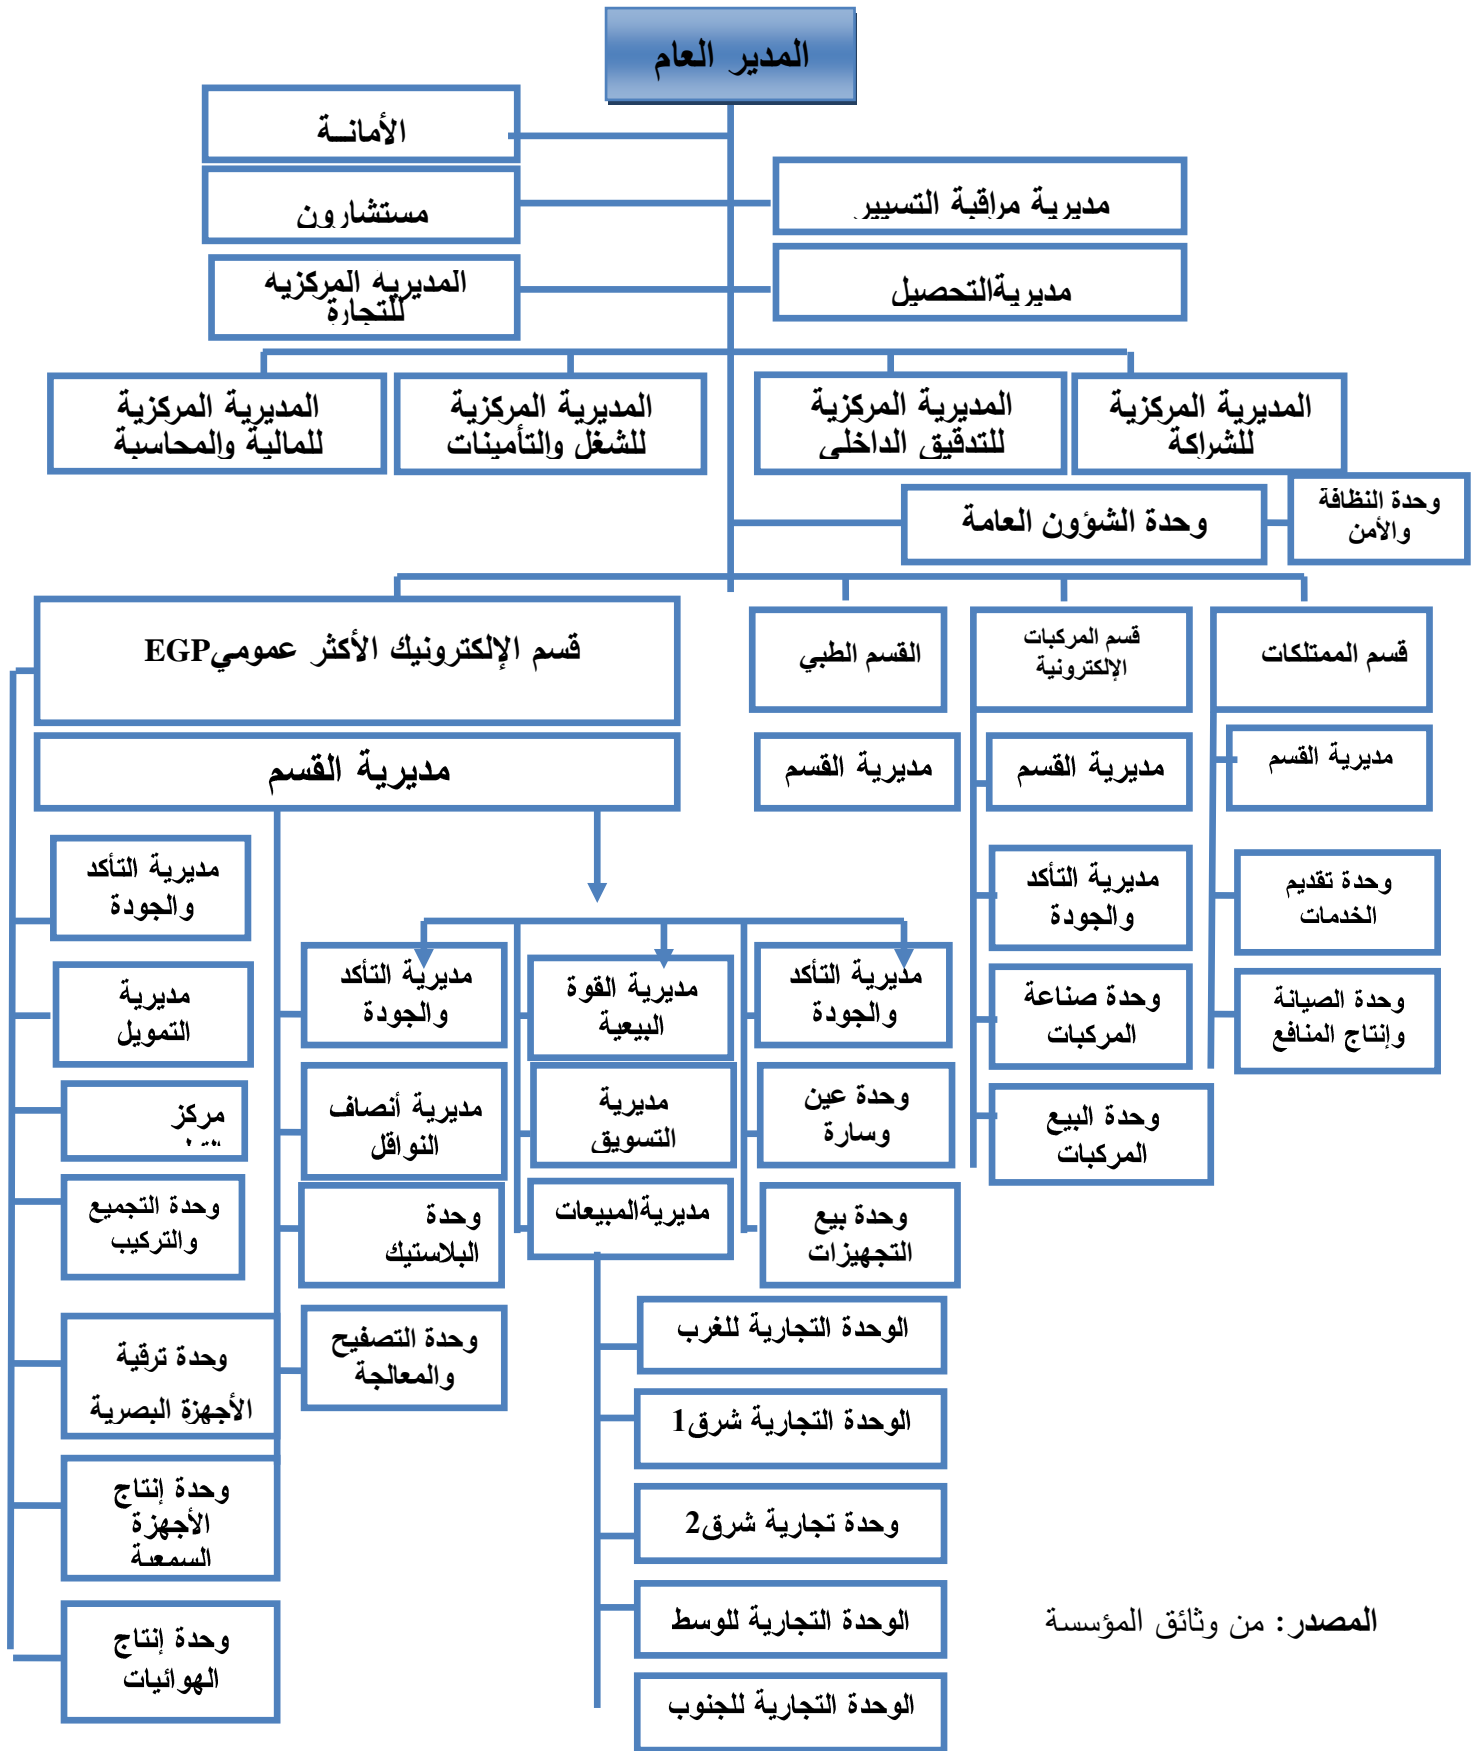 المدير العام
الأمانــة
مستشارون
مديرية مراقبة التسيير
المديرية المركزية
للتجارة
مديريةالتحصيل
المديرية المركزية
للشراكة
المديرية المركزية
للتدقيق الداخلي
المديرية المركزية
للشغل والتأمينات
المديرية المركزية
للمالية والمحاسبة
وحدة الشؤون العامة
وحدة النظافة
والأمن
قسم الممتلكات
قسم المركبات
الإلكترونية
القسم الطبي
قسم الإلكترونيك الأكثر عموميEGP
مديرية القسم
مديرية القسم
مديرية القسم
مديرية القسم
وحدة تقديم
الخدمات
وحدة الصيانة
وإنتاج المنافع
مديرية التأكد
والجودة
وحدة صناعة
المركبات
وحدة البيع
المركبات
مديرية التأكد
والجودة
وحدة عين
وسارة
وحدة بيع
التجهيزات
مديرية القوة
البيعية
مديرية
التسويق
مديريةالمبيعات
الوحدة التجارية للغرب
الوحدة التجارية شرق1
وحدة تجارية شرق2
الوحدة التجارية للوسط
الوحدة التجارية للجنوب
مديرية التأكد
والجودة
مديرية أنصاف
النواقل
وحدة
البلاستيك
وحدة التصفيح
والمعالجة
مديرية التأكد
والجودة
مديرية
التمويل
مركز
وحدة التجميع
والتركيب
وحدة ترقية
الأجهزة البصرية
وحدة إنتاج
الأجهزة
السمعية
وحدة إنتاج
الهوائيات
المصدر: من وثائق المؤسسة